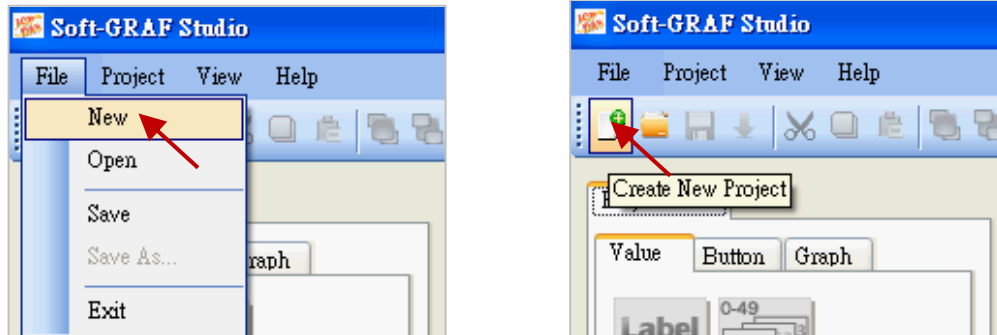 Soft-GRAF Studio
File Project View Help
New
Open
Save
Save As...
Exit
raph
Soft-GRAF Studio
File Project View Help
Create New Project
Value Button Graph
Label 0-49
3